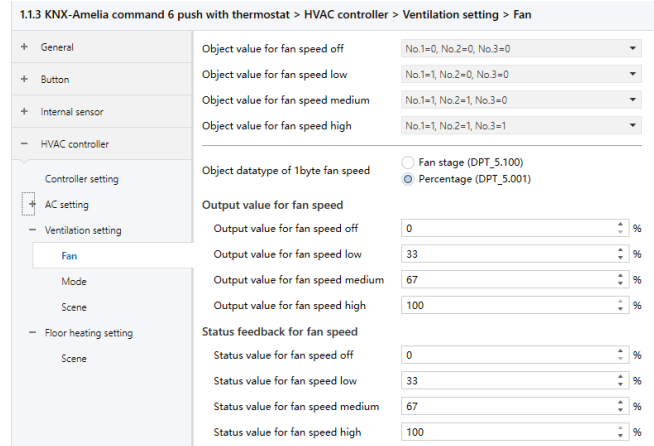 1.1.3 KNX-Amelia command 6 push with thermostat > HVAC controller > Ventilation setting > Fan
+ General
+ Button
+ Internal sensor
− HVAC controller
Controller setting
+ AC setting
− Ventilation setting
Fan
Mode
Scene
− Floor heating setting
Scene
Object value for fan speed off No.1=0, No.2=0, No.3=0
Object value for fan speed low No.1=1, No.2=0, No.3=0
Object value for fan speed medium No.1=1, No.2=1, No.3=0
Object value for fan speed high No.1=1, No.2=1, No.3=1
Object datatype of 1byte fan speed
Fan stage (DPT_5.100)
Percentage (DPT_5.001)
Output value for fan speed
Output value for fan speed off 0 %
Output value for fan speed low 33 %
Output value for fan speed medium 67 %
Output value for fan speed high 100 %
Status feedback for fan speed
Status value for fan speed off 0 %
Status value for fan speed low 33 %
Status value for fan speed medium 67 %
Status value for fan speed high 100 %